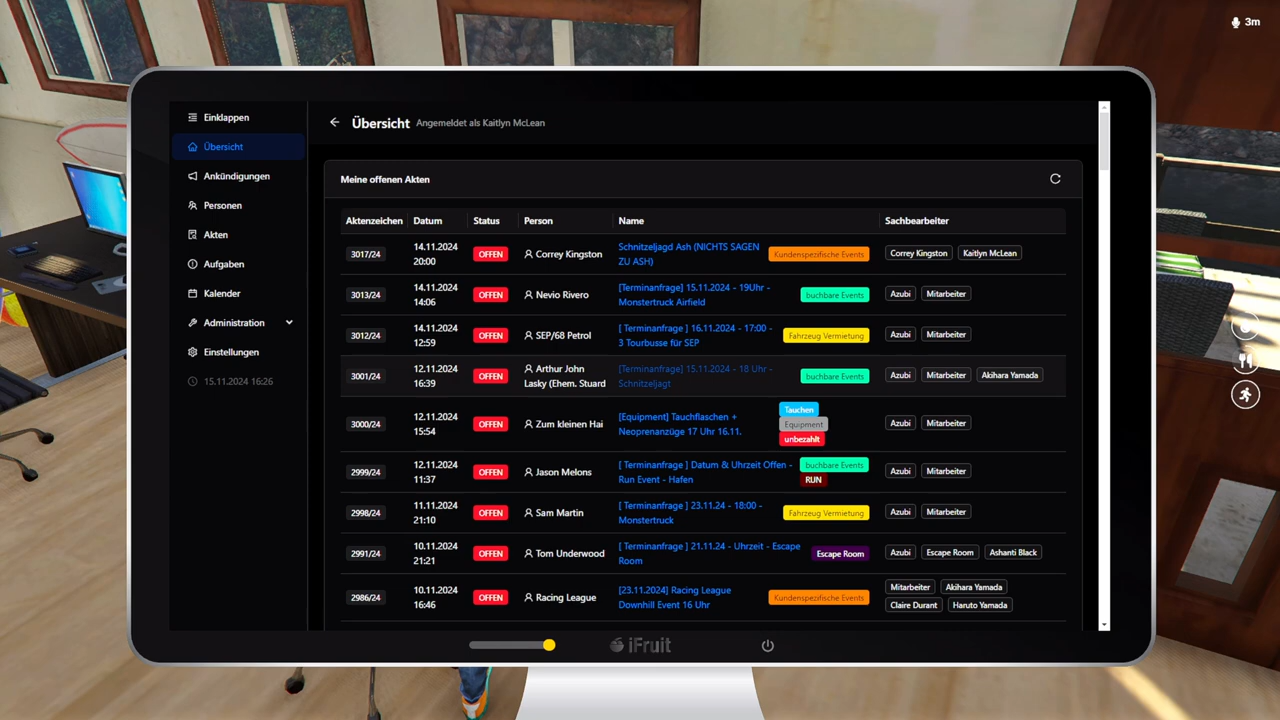 3m
Einklappen
Übersicht
Ankündigungen
Personen
Akten
Aufgaben
Kalender
Administration
Einstellungen
15.11.2024 16:26
Übersicht Angemeldet als Kaitlyn McLean
Meine offenen Akten
Aktenzeichen Datum Status Person Name Sachbearbeiter
3017/24 14.11.2024 20:00 OFFEN Correy Kingston Schnitzeljagd Ash (NICHTS SAGEN
ZU ASH) Kundenspezifische Events Correy Kingston Kaitlyn McLean
3013/24 14.11.2024 14:06 OFFEN Nevio Rivero [Terminanfrage] 15.11.2024 - 19Uhr -
Monstertruck Airfield buchbare Events Azubi Mitarbeiter
3012/24 14.11.2024 12:59 OFFEN SEP/68 Petrol [ Terminanfrage ] 16.11.2024 - 17:00 -
3 Tourbusse für SEP Fahrzeug Vermietung Azubi Mitarbeiter
3001/24 12.11.2024 16:39 OFFEN Arthur John
Lasky (Ehem. Stuard [Terminanfrage] 15.11.2024 - 18 Uhr -
Schnitzeljagt buchbare Events Azubi Mitarbeiter Akihara Yamada
3000/24 12.11.2024 15:54 OFFEN Zum kleinen Hai [Equipment] Tauchflaschen +
Neoprenanzüge 17 Uhr 16.11. Tauchen
Equipment
unbezahlt Azubi Mitarbeiter
2999/24 12.11.2024 11:37 OFFEN Jason Melons [ Terminanfrage ] Datum & Uhrzeit Offen -
Run Event - Hafen buchbare Events
RUN Azubi Mitarbeiter
2998/24 11.11.2024 21:10 OFFEN Sam Martin [ Terminanfrage ] 23.11.24 - 18:00 -
Monstertruck Fahrzeug Vermietung Azubi Mitarbeiter
2991/24 10.11.2024 21:21 OFFEN Tom Underwood [ Terminanfrage ] 21.11.24 - Uhrzeit - Escape
Room Escape Room Azubi Escape Room Ashanti Black
2986/24 10.11.2024 16:46 OFFEN Racing League [23.11.2024] Racing League
Downhill Event 16 Uhr Kundenspezifische Events Mitarbeiter Akihara Yamada
Claire Durant Haruto Yamada
iFruit